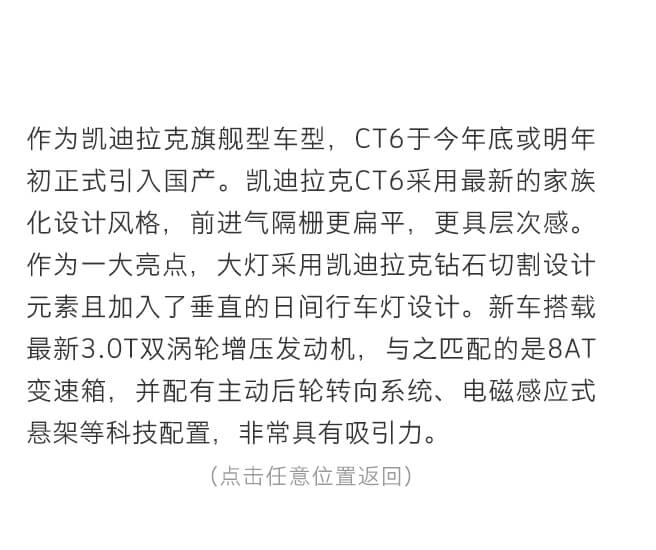 作为凯迪拉克旗舰型车型，CT6于今年底或明年
初正式引入国产。凯迪拉克CT6采用最新的家族
化设计风格，前进气隔栅更扁平，更具层次感。
作为一大亮点，大灯采用凯迪拉克钻石切割设计
元素且加入了垂直的日间行车灯设计。新车搭载
最新3.0T双涡轮增压发动机，与之匹配的是8AT
变速箱，并配有主动后轮转向系统、电磁感应式
悬架等科技配置，非常具有吸引力。
（点击任意位置返回）